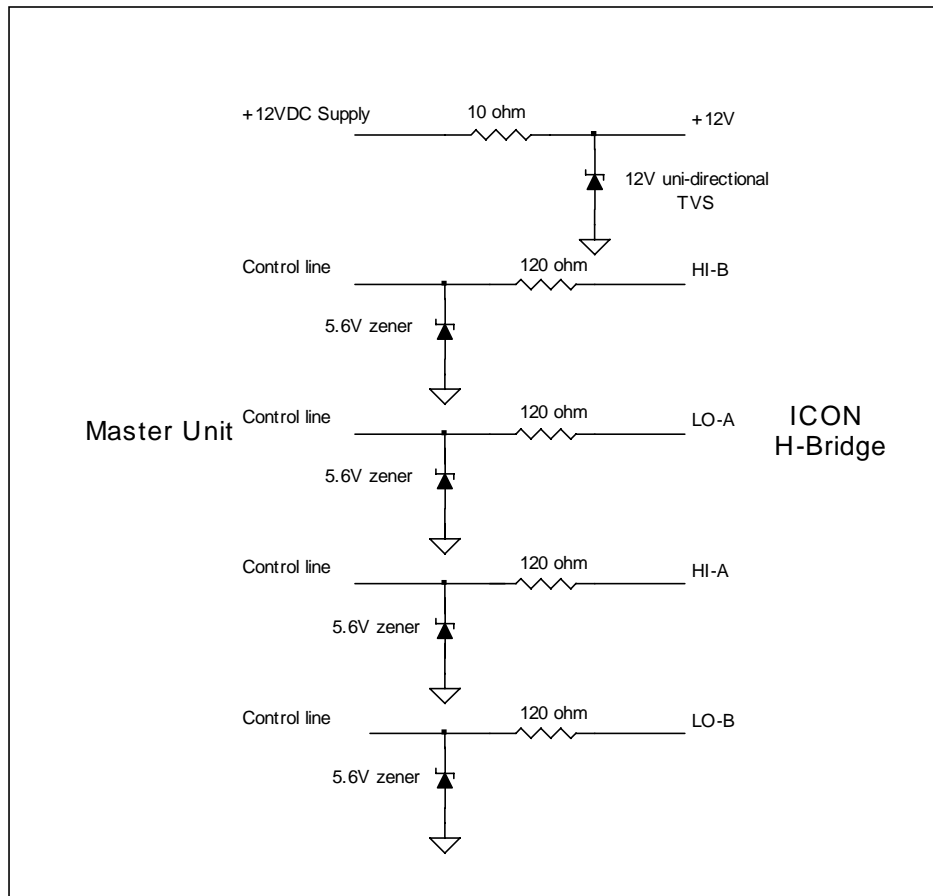 +12VDC Supply
10 ohm
+12V
12V uni-directional
TVS
Control line
120 ohm
HI-B
5.6V zener
Control line
120 ohm
LO-A
Master Unit
ICON
H-Bridge
5.6V zener
Control line
120 ohm
HI-A
5.6V zener
Control line
120 ohm
LO-B
5.6V zener